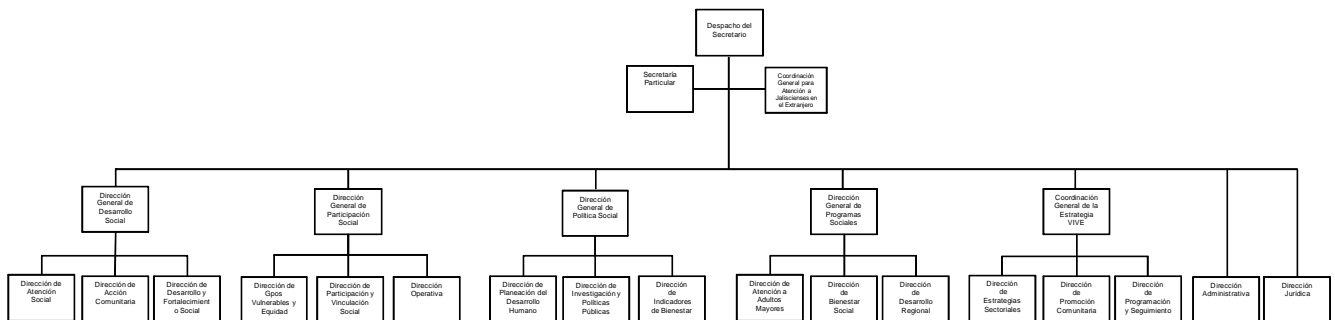 Despacho del
Secretario
Secretaría
Particular
Coordinación
General para
Atención a
Jaliscienses en
el Extranjero
Dirección
General de
Desarrollo
Social
Dirección
General de
Participación
Social
Dirección
General de
Política Social
Dirección
General de
Programas
Sociales
Coordinación
General de la
Estrategia
VIVE
Dirección de
Atención
Social
Dirección de
Acción
Comunitaria
Dirección de
Desarrollo y
Fortalecimient
o Social
Dirección de
Gpos
Vulnerables y
Equidad
Dirección de
Participación y
Vinculación
Social
Dirección
Operativa
Dirección
de Planeación del
Desarrollo
Humano
Dirección de
Investigación y
Políticas
Públicas
Dirección
de
Indicadores
de Bienestar
Dirección de
Atención a
Adultos
Mayores
Dirección
de
Bienestar
Social
Dirección
de
Desarrollo
Regional
Dirección
de
Estrategias
Sectoriales
Dirección
de
Promoción
Comunitaria
Dirección
de
Programación
y Seguimiento
Dirección
Administrativa
Dirección
Jurídica